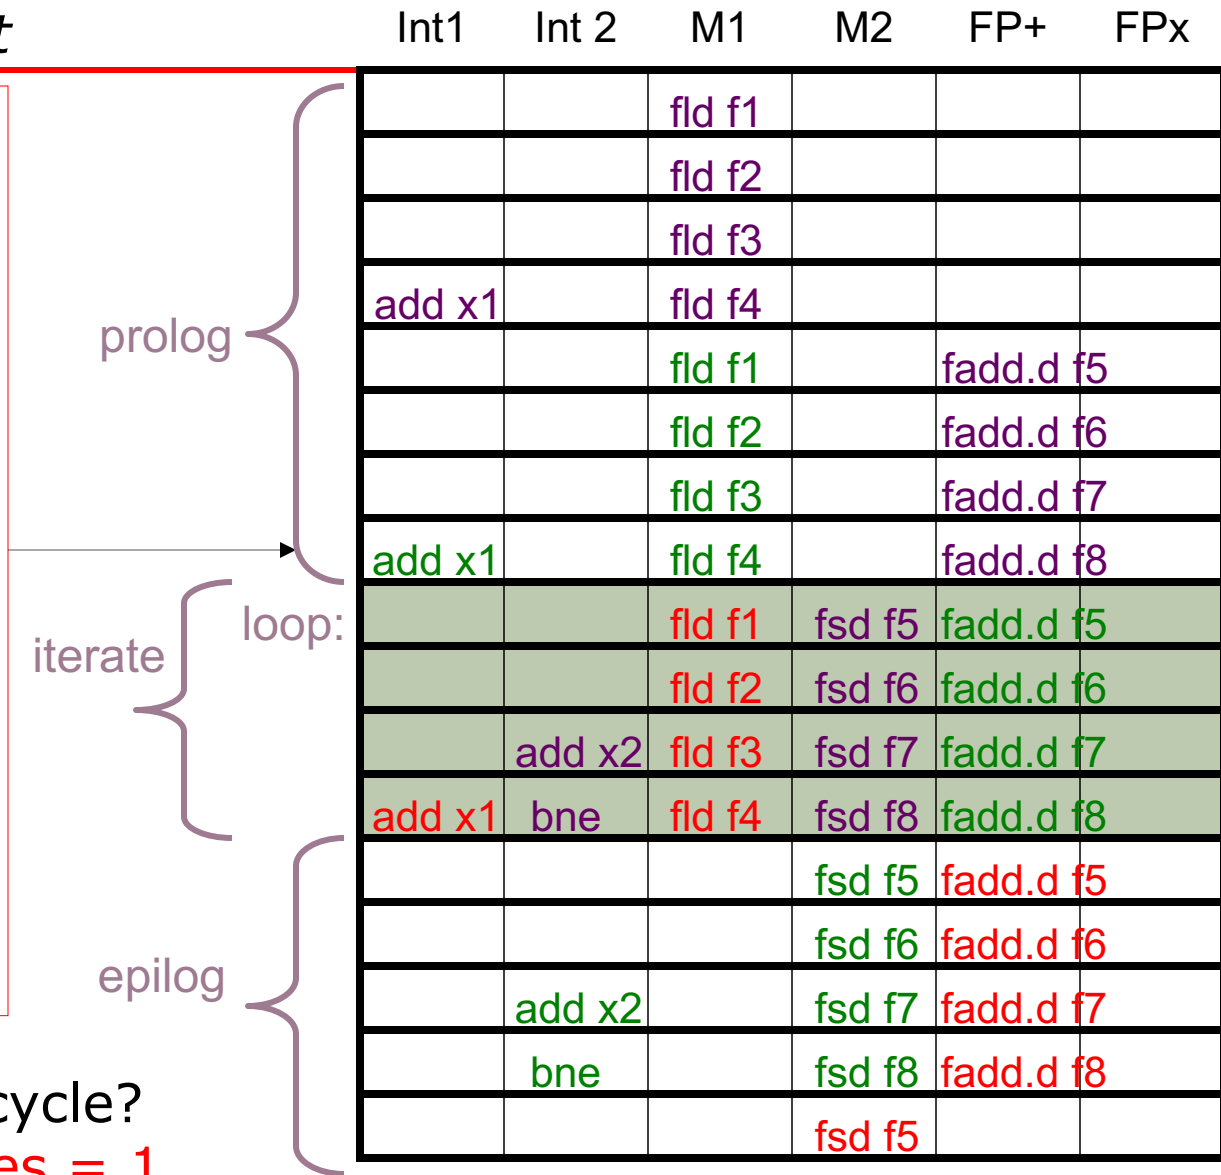 t Int1 Int 2 M1 M2 FP+ FPx
fld f1
fld f2
fld f3
add x1 fld f4
prolog
fld f1 fadd.d f5
fld f2 fadd.d f6
fld f3 fadd.d f7
add x1 fld f4 fadd.d f8
loop: fld f1 fsd f5 fadd.d f5
iterate
fld f2 fsd f6 fadd.d f6
add x2 fld f3 fsd f7 fadd.d f7
add x1 bne fld f4 fsd f8 fadd.d f8
fsd f5 fadd.d f5
fsd f6 fadd.d f6
epilog
add x2 fsd f7 fadd.d f7
bne fsd f8 fadd.d f8
cycle?
fsd f5
es = 1